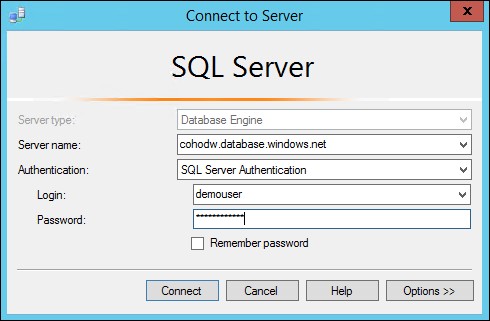 Connect to Server
x
SQL Server
Server type: Database Engine
Server name: cohodw.database.windows.net
Authentication: SQL Server Authentication
Login: demouser
Password: ************
Remember password
Connect Cancel Help Options >>